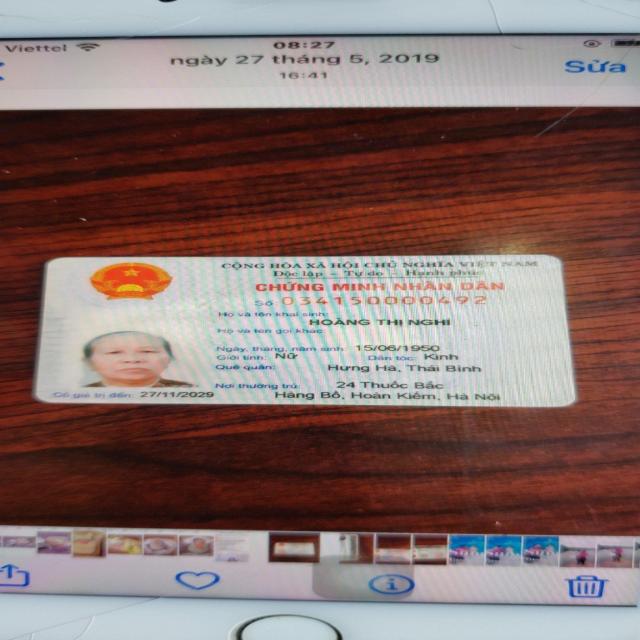 Viettel 08:27
ngày 27 tháng 5, 2019
16:41
Sửa
CỘNG HÒA XÃ HỘI CHỦ NGHĨA VIỆT NAM
Độc lập - Tự do - Hạnh phúc
CHỨNG MINH NHÂN DÂN
Số 034150000492
Họ và tên khai sinh:
HOÀNG THỊ NGHI
Họ và tên gọi khác:
Ngày, tháng, năm sinh: 15/06/1950
Giới tính: Nữ Dân tộc: Kinh
Quê quán: Hưng Hà, Thái Bình
Nơi thường trú: 24 Thuốc Bắc
Hàng Bồ, Hoàn Kiếm, Hà Nội
Có giá trị đến: 27/11/2029